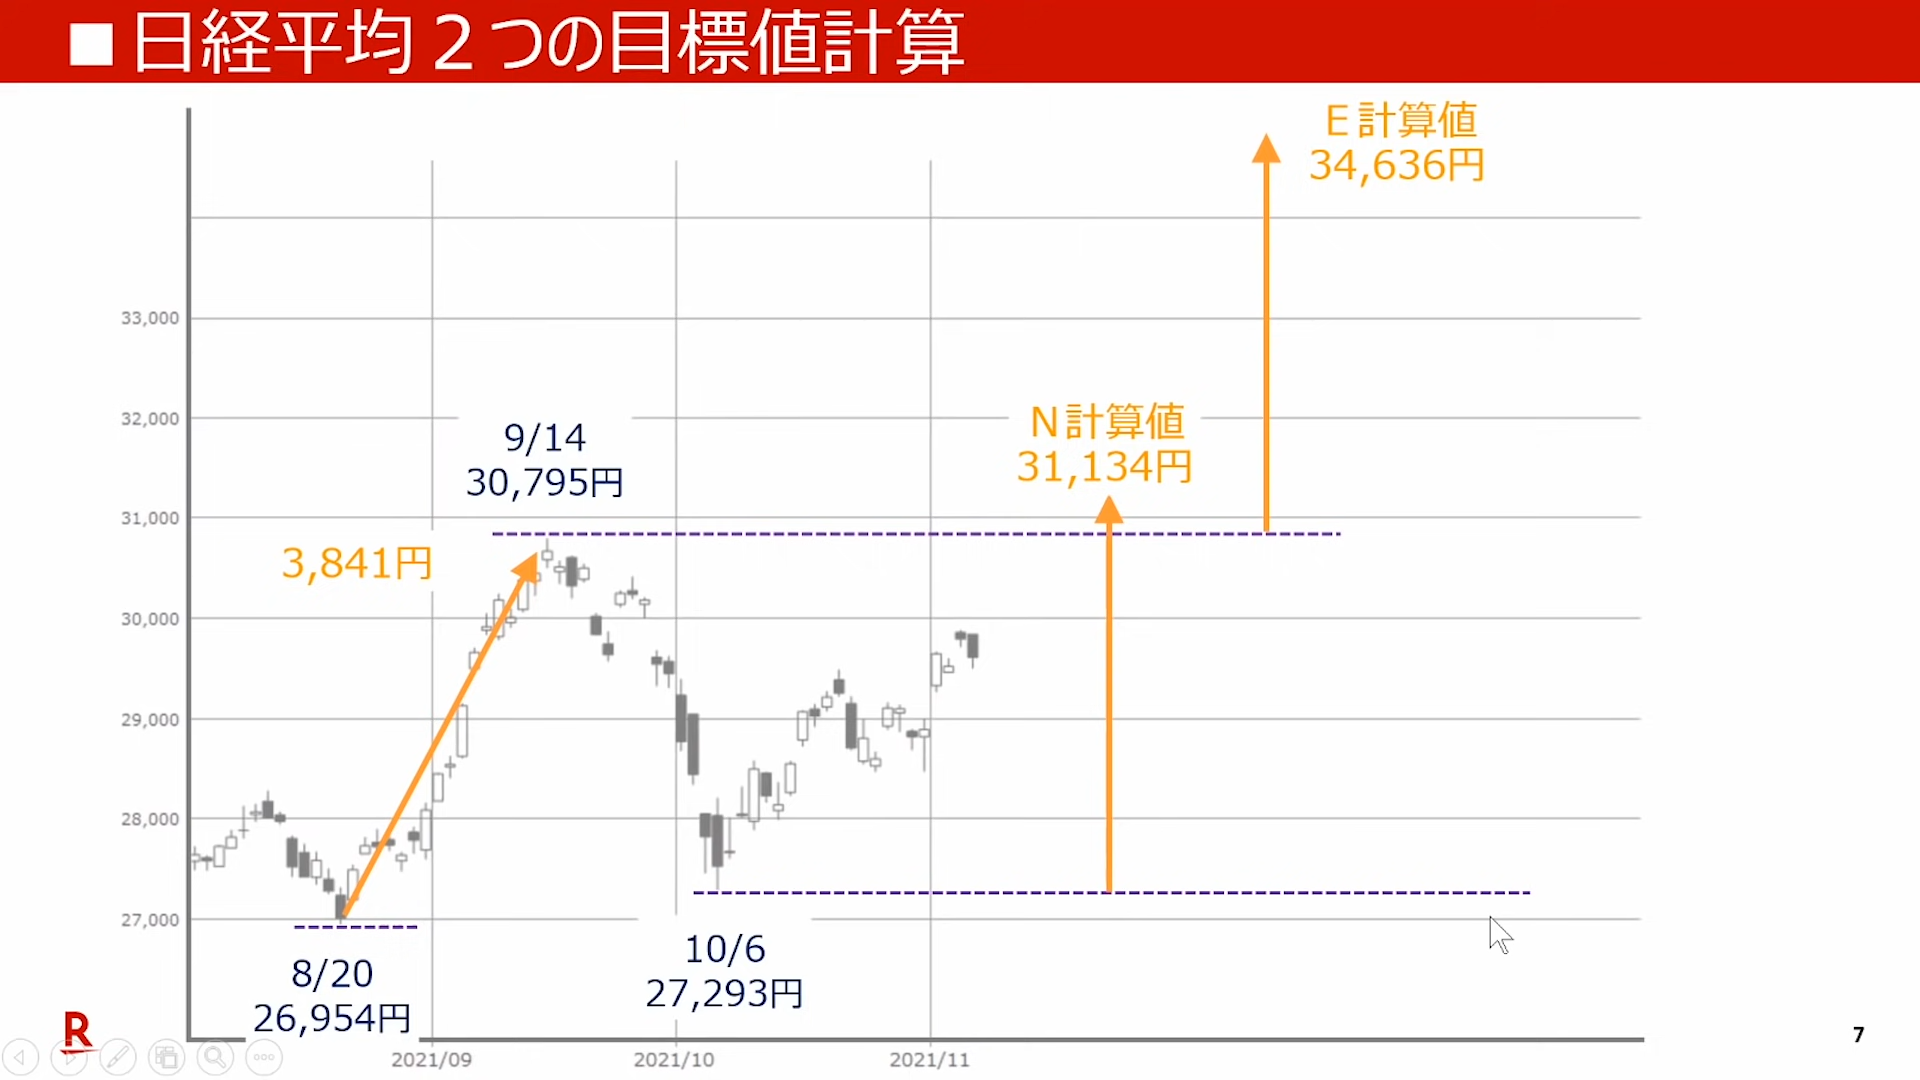 ■日経平均２つの目標値計算
Ｅ計算値
34,636円
33,000
32,000
Ｎ計算値
31,134円
9/14
30,795円
31,000
3,841円
30,000
29,000
28,000
27,000
10/6
27,293円
8/20
26,954円
R
7
2021/09
2021/10
2021/11